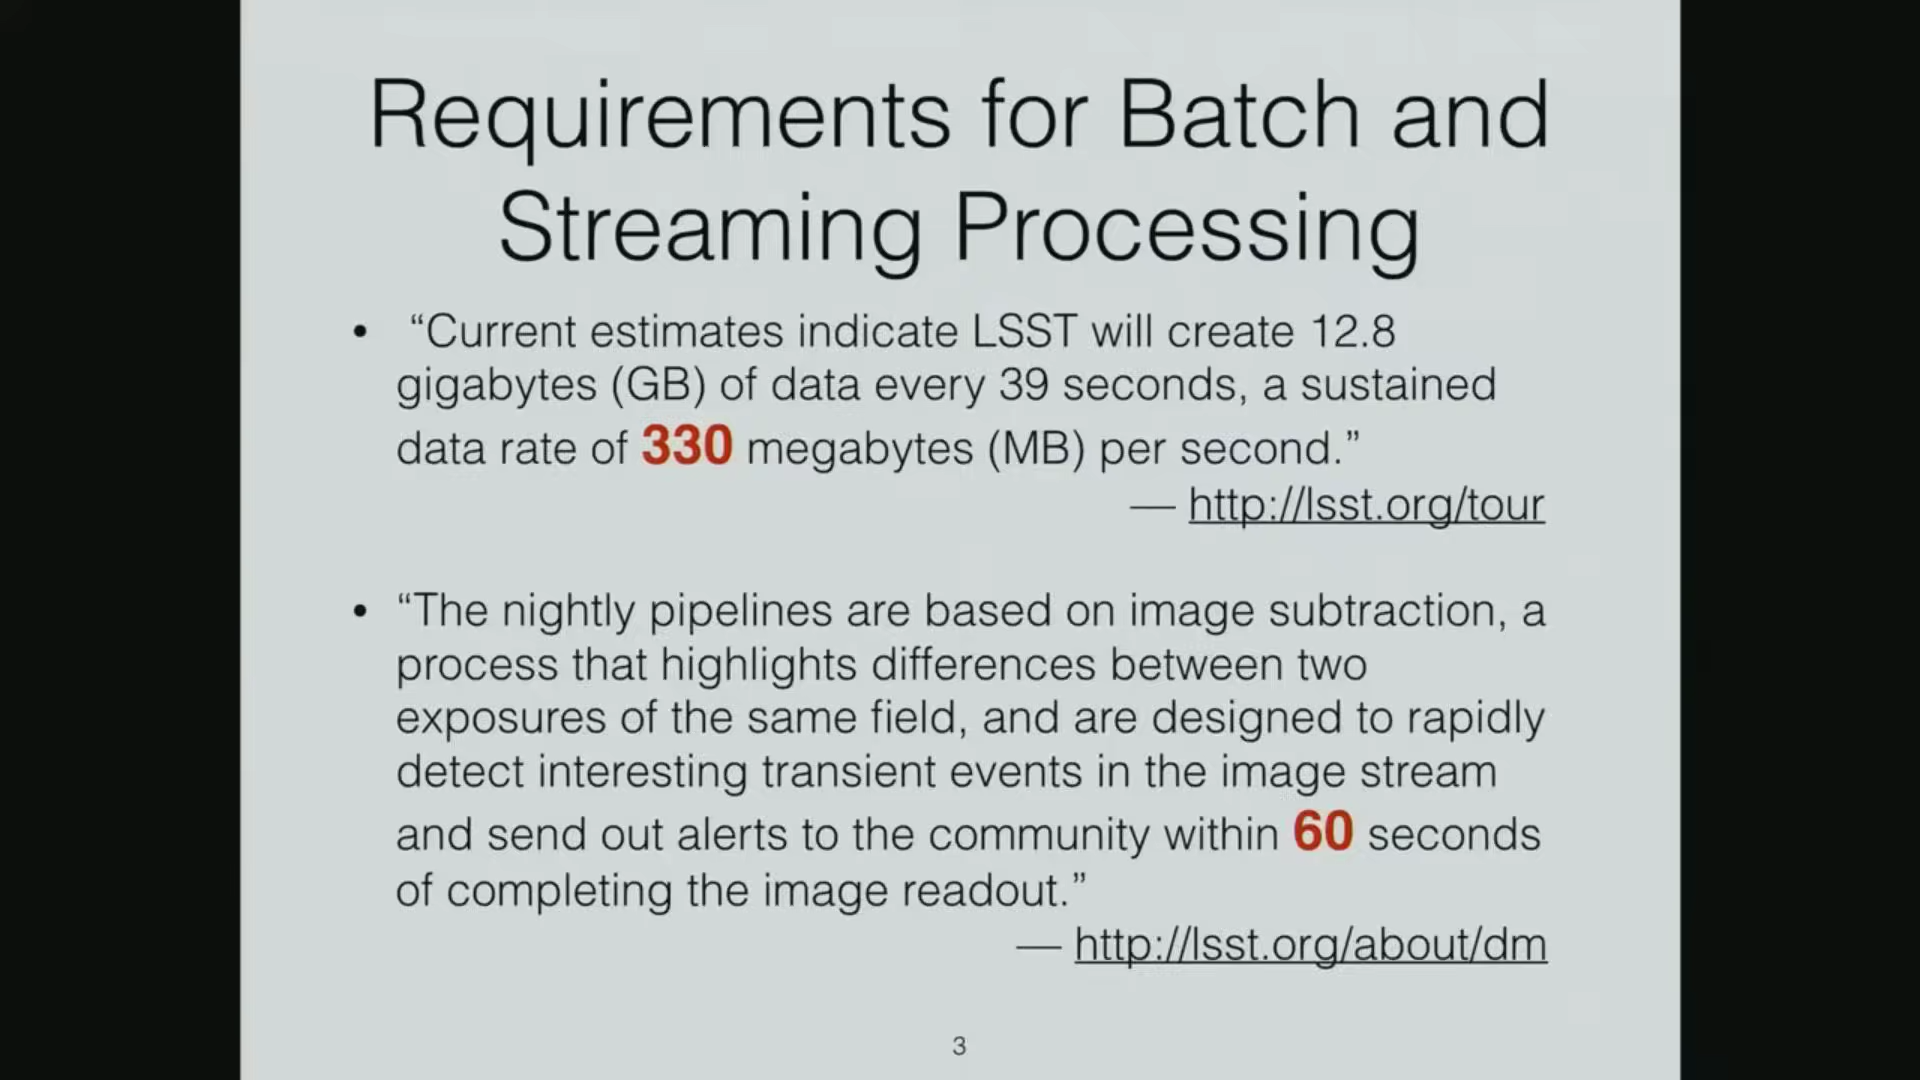 Requirements for Batch and
Streaming Processing
• “Current estimates indicate LSST will create 12.8
gigabytes (GB) of data every 39 seconds, a sustained
data rate of 330 megabytes (MB) per second.”
— http://lsst.org/tour
• “The nightly pipelines are based on image subtraction, a
process that highlights differences between two
exposures of the same field, and are designed to rapidly
detect interesting transient events in the image stream
and send out alerts to the community within 60 seconds
of completing the image readout.”
— http://lsst.org/about/dm
3